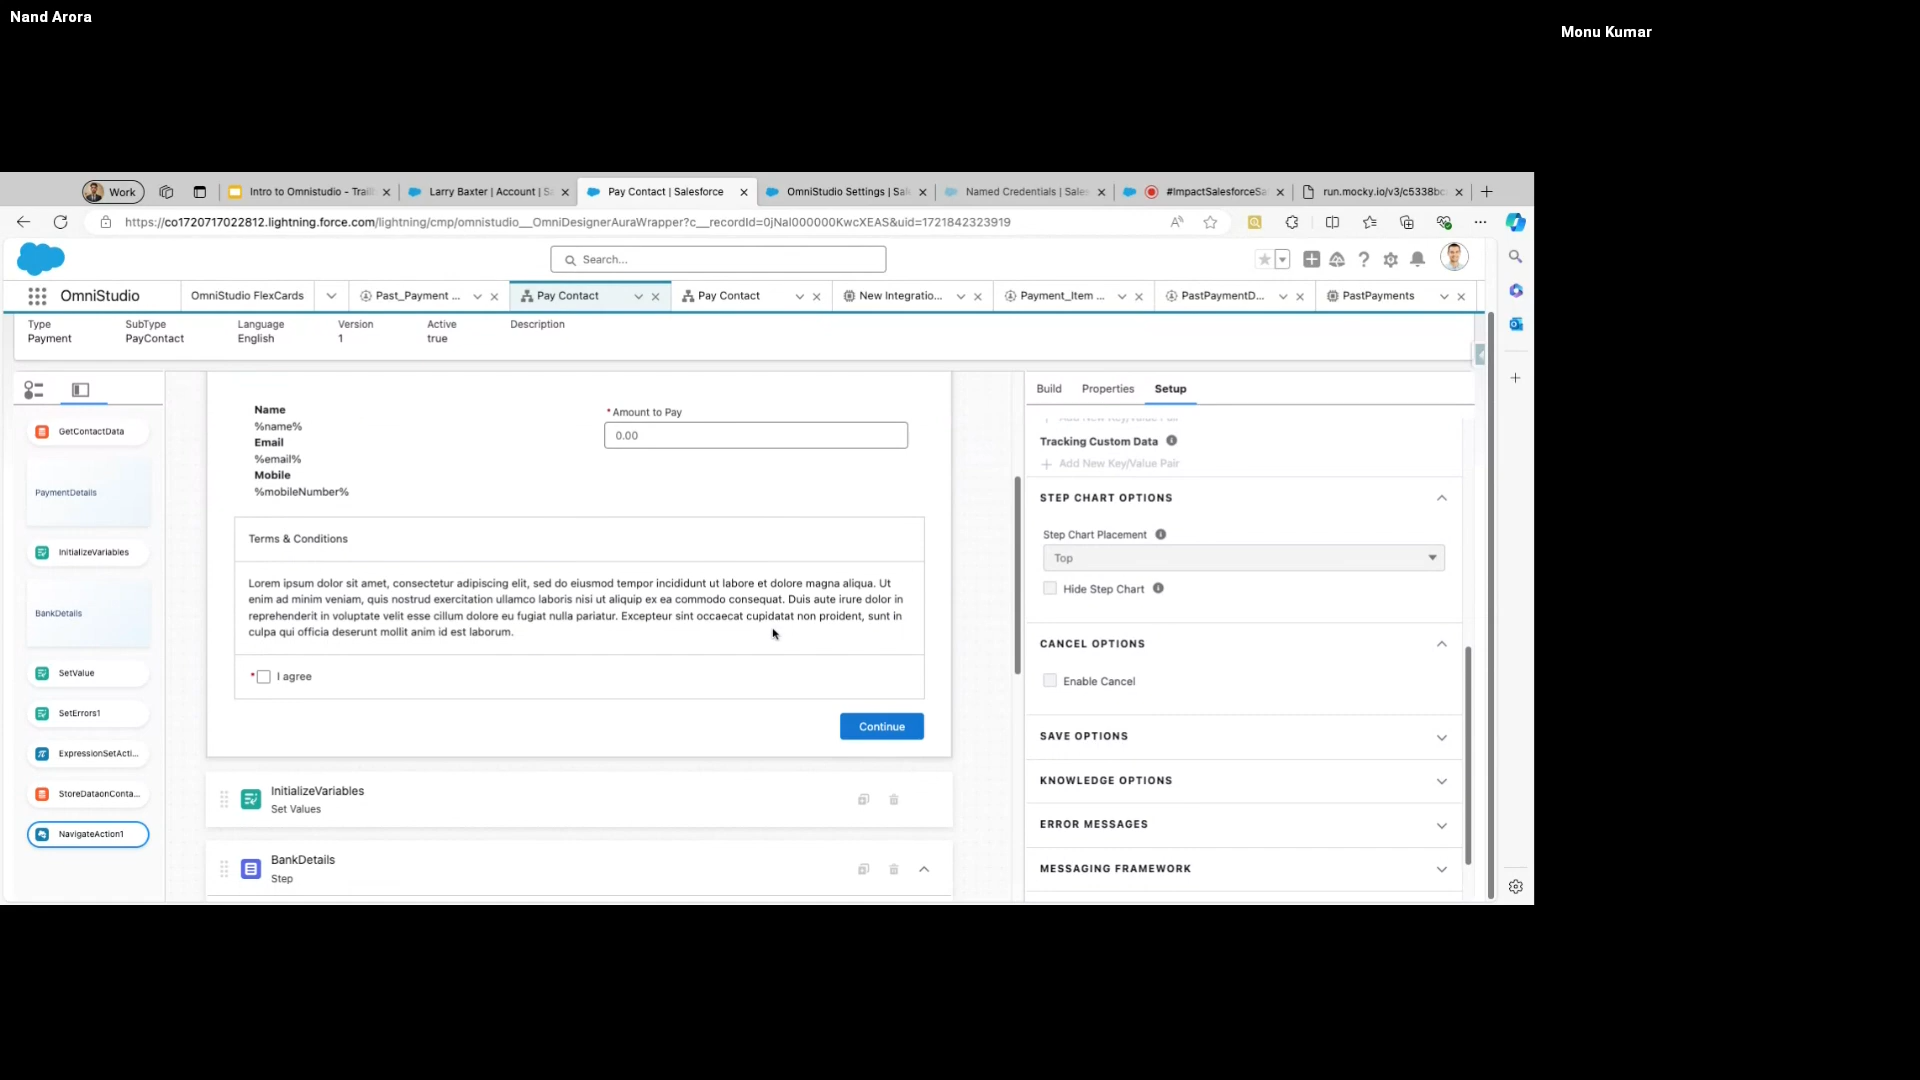 Nand Arora
Monu Kumar
Work
Intro to Omnistudio - Trail
Larry Baxter | Account | S
Pay Contact | Salesforce
OmniStudio Settings | Sal
Named Credentials | Sales
#ImpactSalesforceSa
run.mocky.io/v3/c5338bc
https://co1720717022812.lightning.force.com/lightning/cmp/omnistudio__OmniDesignerAuraWrapper?c__recordId=0jNal000000KwcXEAS&uid=1721842323919
Search...
OmniStudio
OmniStudio FlexCards
Past_Payment ...
Pay Contact
Pay Contact
New Integratio...
Payment_Item ...
PastPaymentD...
PastPayments
Type SubType Language Version Active Description
Payment PayContact English 1 true
GetContactData
PaymentDetails
InitializeVariables
BankDetails
SetValue
SetErrors1
ExpressionSetActi...
StoreDataonConta...
NavigateAction1
Name
%name%
Email
%email%
Mobile
%mobileNumber%
* Amount to Pay
0.00
Terms & Conditions
Lorem ipsum dolor sit amet, consectetur adipiscing elit, sed do eiusmod tempor incididunt ut labore et dolore magna aliqua. Ut
enim ad minim veniam, quis nostrud exercitation ullamco laboris nisi ut aliquip ex ea commodo consequat. Duis aute irure dolor in
reprehenderit in voluptate velit esse cillum dolore eu fugiat nulla pariatur. Excepteur sint occaecat cupidatat non proident, sunt in
culpa qui officia deserunt mollit anim id est laborum.
* I agree
Continue
InitializeVariables
Set Values
BankDetails
Step
Build Properties Setup
Add New Key/Value Pair
Tracking Custom Data
Add New Key/Value Pair
STEP CHART OPTIONS
Step Chart Placement
Top
Hide Step Chart
CANCEL OPTIONS
Enable Cancel
SAVE OPTIONS
KNOWLEDGE OPTIONS
ERROR MESSAGES
MESSAGING FRAMEWORK